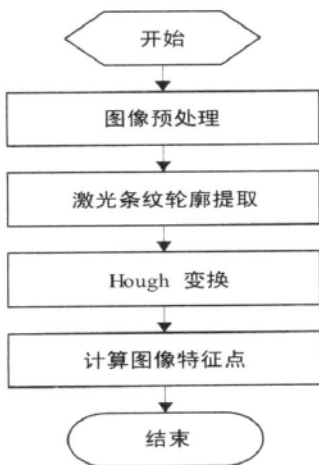 开始
图像预处理
激光条纹轮廓提取
Hough 变换
计算图像特征点
结束